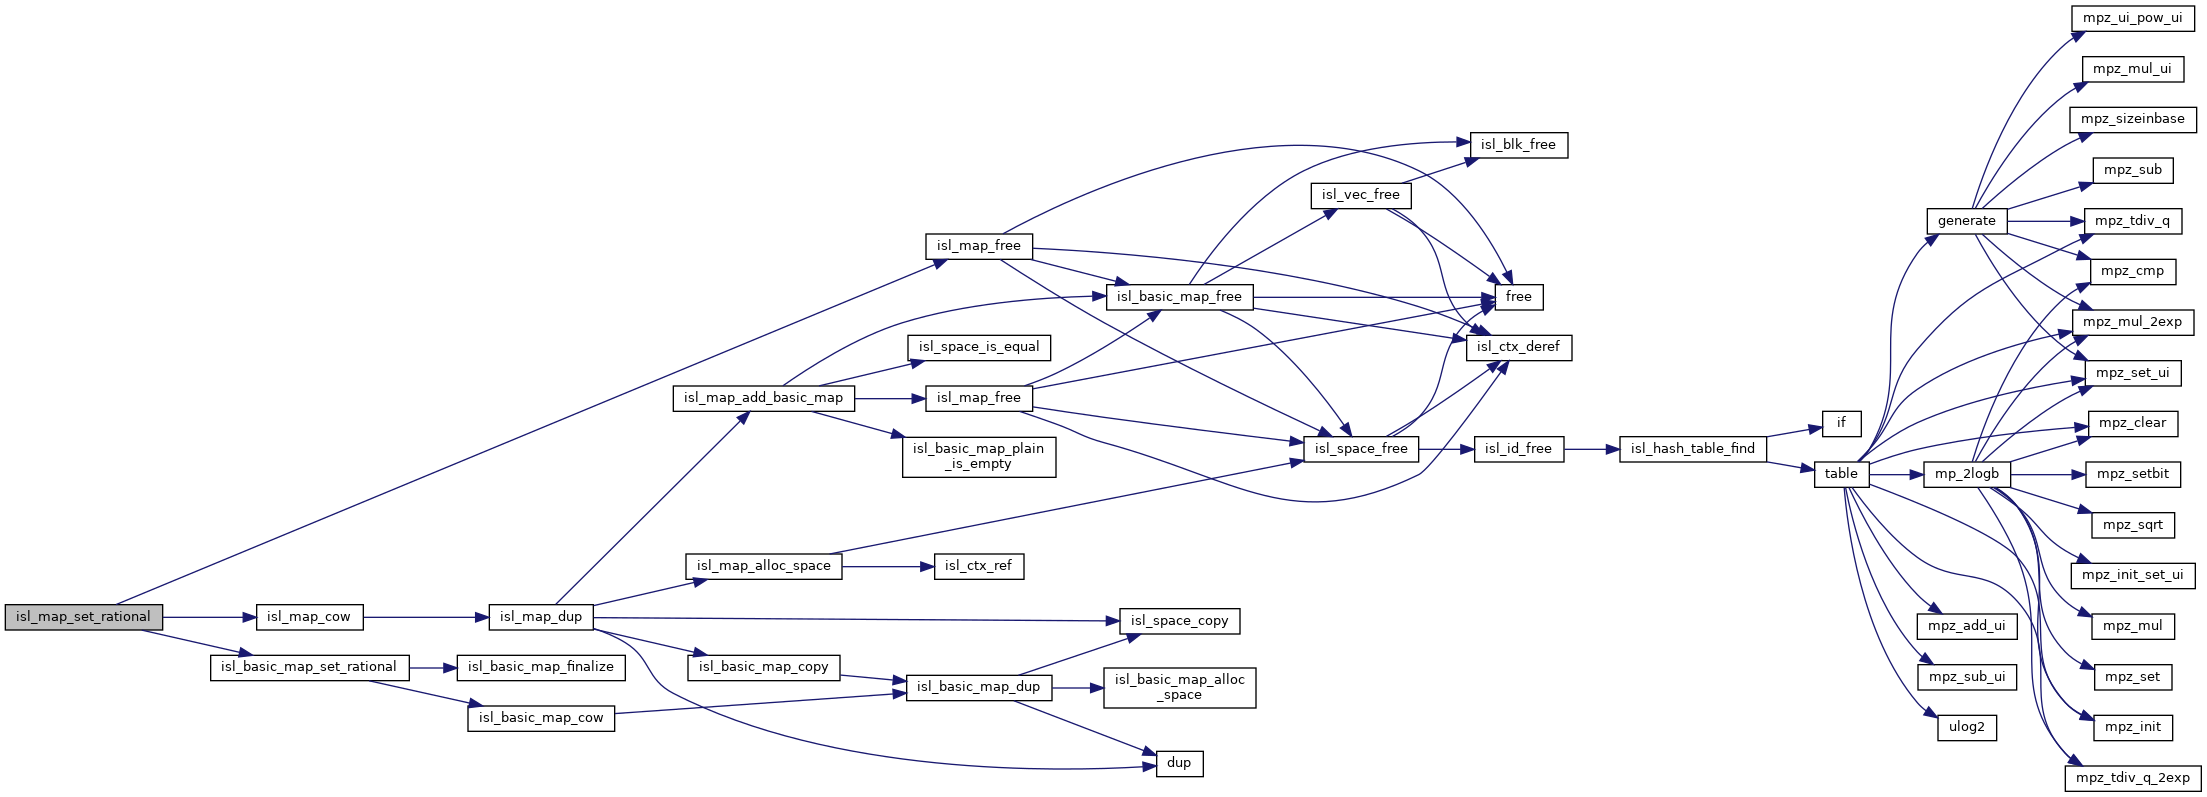 mpz_ui_pow_ui
mpz_mul_ui
mpz_sizeinbase
isl_blk_free
mpz_sub
isl_vec_free
generate
mpz_tdiv_q
isl_map_free
mpz_cmp
isl_basic_map_free
free
mpz_mul_2exp
isl_space_is_equal
isl_ctx_deref
mpz_set_ui
isl_map_add_basic_map
isl_map_free
if
mpz_clear
isl_basic_map_plain
_is_empty
isl_space_free
isl_id_free
isl_hash_table_find
table
mp_2logb
mpz_setbit
mpz_sqrt
isl_map_alloc_space
isl_ctx_ref
mpz_init_set_ui
isl_map_set_rational
isl_map_cow
isl_map_dup
isl_space_copy
mpz_add_ui
mpz_mul
isl_basic_map_set_rational
isl_basic_map_finalize
isl_basic_map_copy
isl_basic_map_dup
isl_basic_map_alloc
_space
mpz_sub_ui
mpz_set
isl_basic_map_cow
ulog2
mpz_init
dup
mpz_tdiv_q_2exp